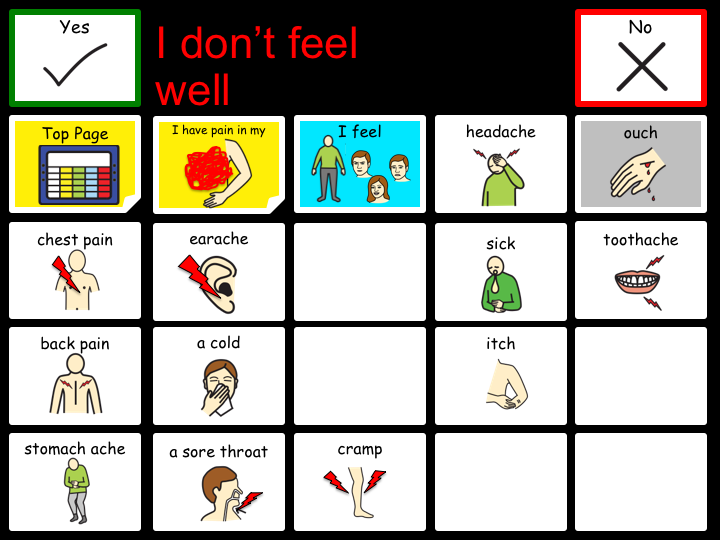 Yes
I don't feel
well
No
Top Page
I have pain in my
I feel
headache
ouch
chest pain
earache
sick
toothache
back pain
a cold
itch
stomach ache
a sore throat
cramp